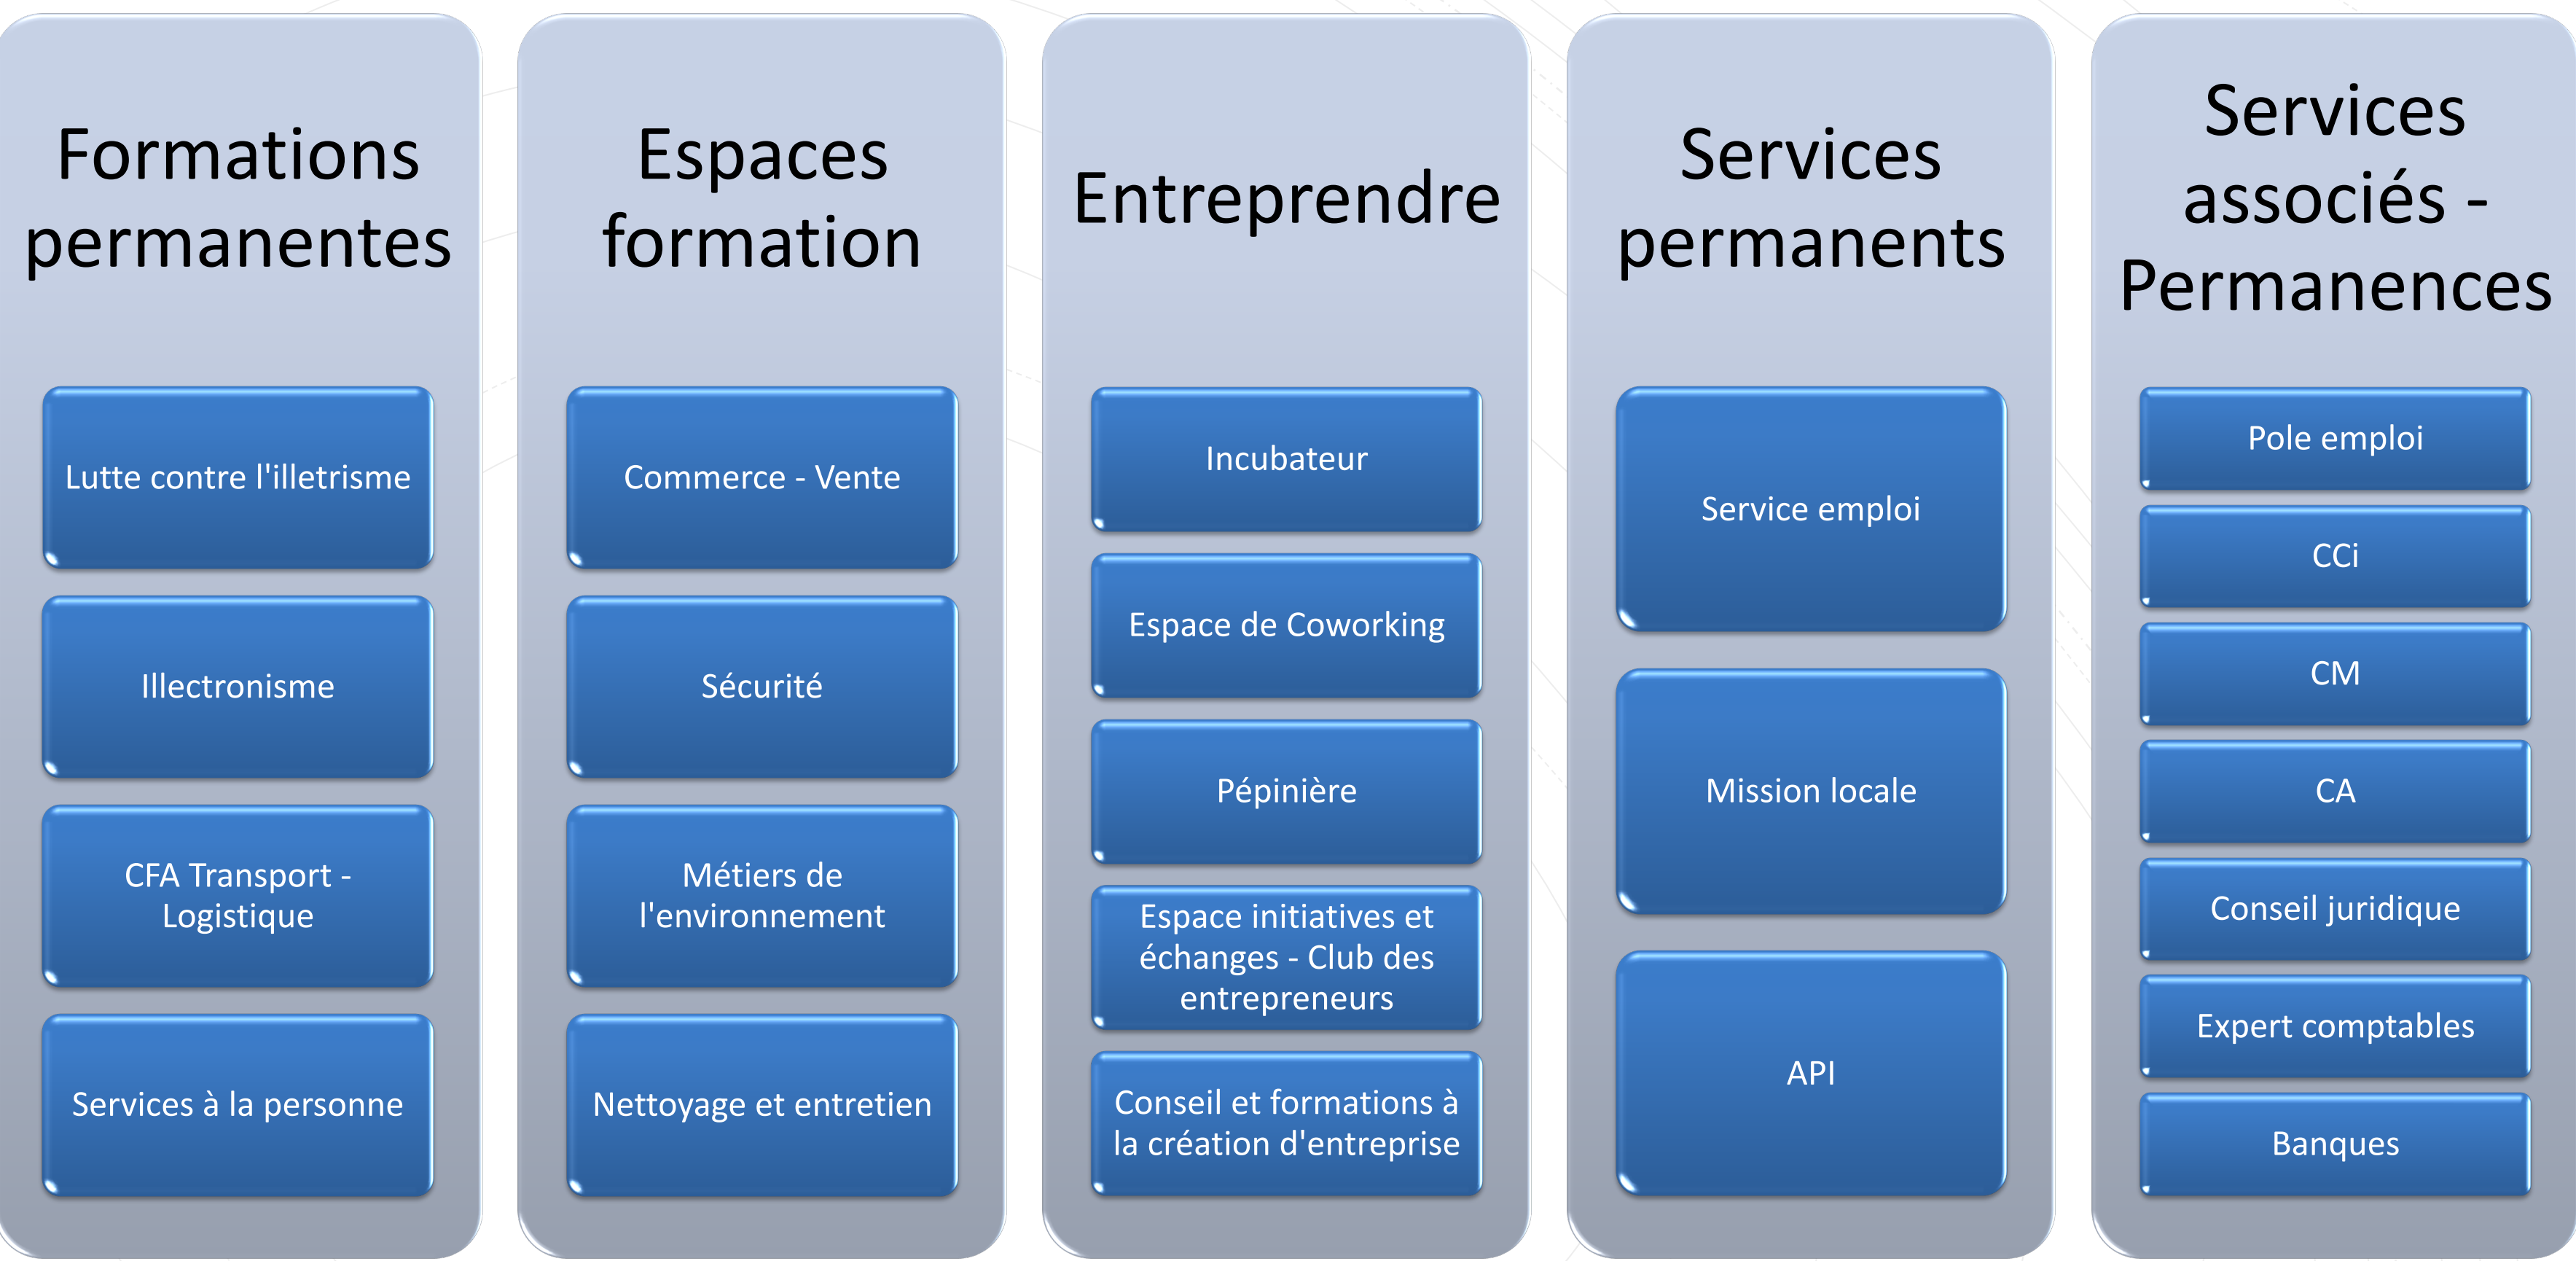 Formations
permanentes
Lutte contre l'illetrisme
Illectronisme
CFA Transport -
Logistique
Services à la personne
Espaces
formation
Commerce - Vente
Sécurité
Métiers de
l'environnement
Nettoyage et entretien
Entreprendre
Incubateur
Espace de Coworking
Pépinière
Espace initiatives et
échanges - Club des
entrepreneurs
Conseil et formations à
la création d'entreprise
Services
permanents
Service emploi
Mission locale
API
Services
associés -
Permanences
Pole emploi
CCi
CM
CA
Conseil juridique
Expert comptables
Banques